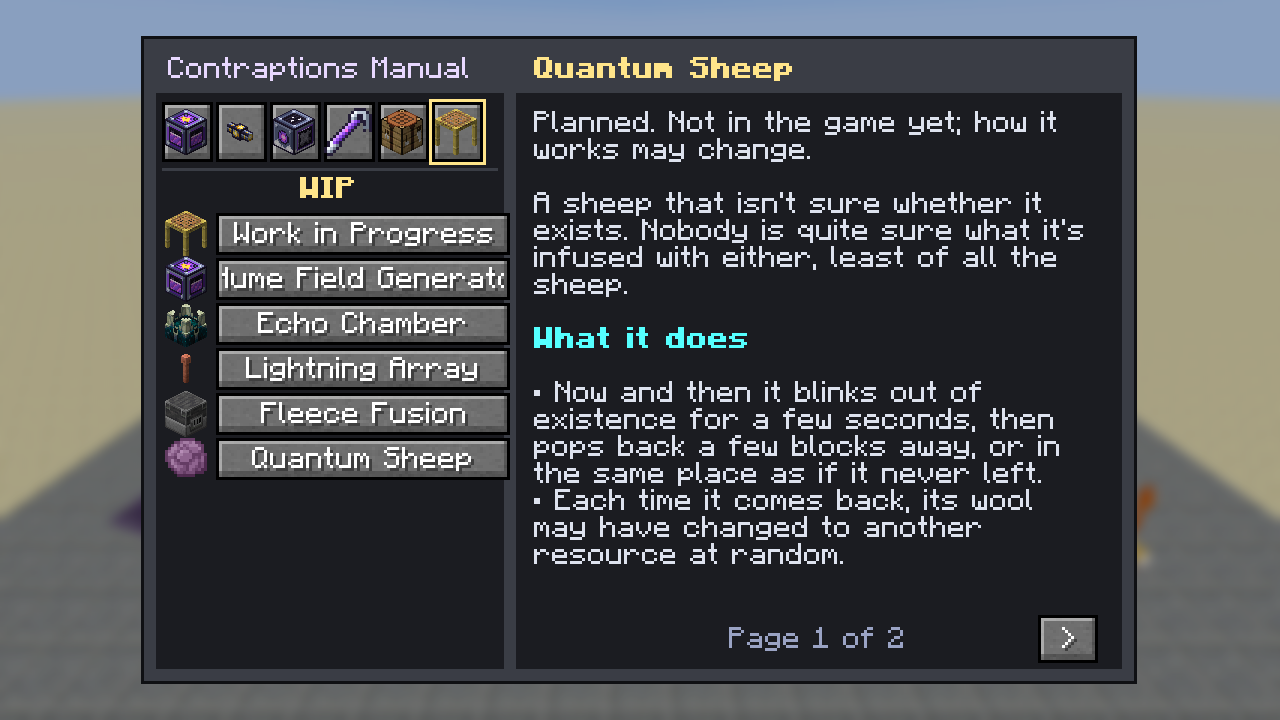 Contraptions Manual
WIP
Work in Progress
Hume Field Generato
Echo Chamber
Lightning Array
Fleece Fusion
Quantum Sheep
Quantum Sheep
Planned. Not in the game yet; how it
works may change.
A sheep that isn't sure whether it
exists. Nobody is quite sure what it's
infused with either, least of all the
sheep.
What it does
▪ Now and then it blinks out of
existence for a few seconds, then
pops back a few blocks away, or in
the same place as if it never left.
▪ Each time it comes back, its wool
may have changed to another
resource at random.
Page 1 of 2
>